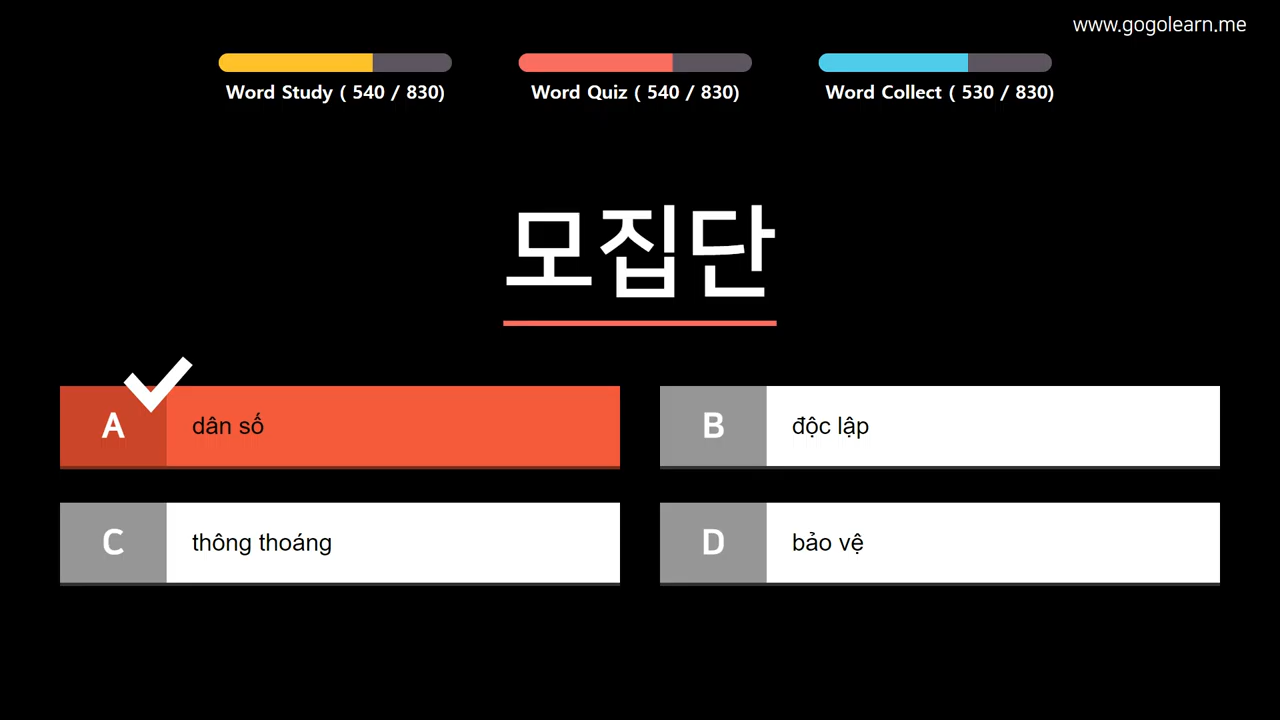 www.gogolearn.me
Word Study ( 540 / 830)
Word Quiz ( 540 / 830)
Word Collect ( 530 / 830)
모집단
A dân số
B độc lập
C thông thoáng
D bảo vệ